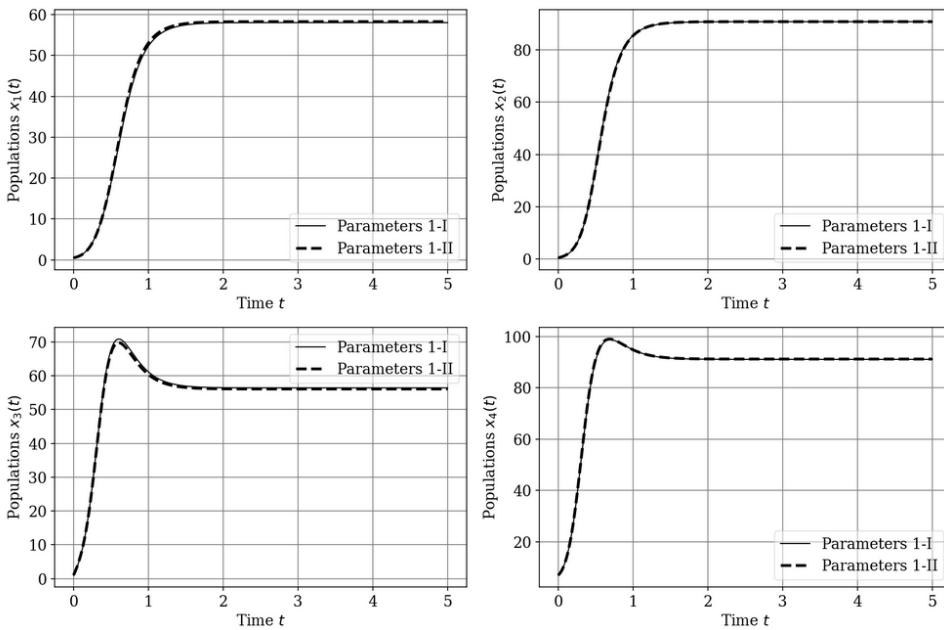 60
50
40
30
20
10
0
Populations x₁(t)
Parameters 1-I
Parameters 1-II
0 1 2 3 4 5
Time t
80
60
40
20
0
Populations x₂(t)
Parameters 1-I
Parameters 1-II
0 1 2 3 4 5
Time t
70
60
50
40
30
20
10
0
Populations x₃(t)
Parameters 1-I
Parameters 1-II
0 1 2 3 4 5
Time t
100
80
60
40
20
Populations x₄(t)
Parameters 1-I
Parameters 1-II
0 1 2 3 4 5
Time t